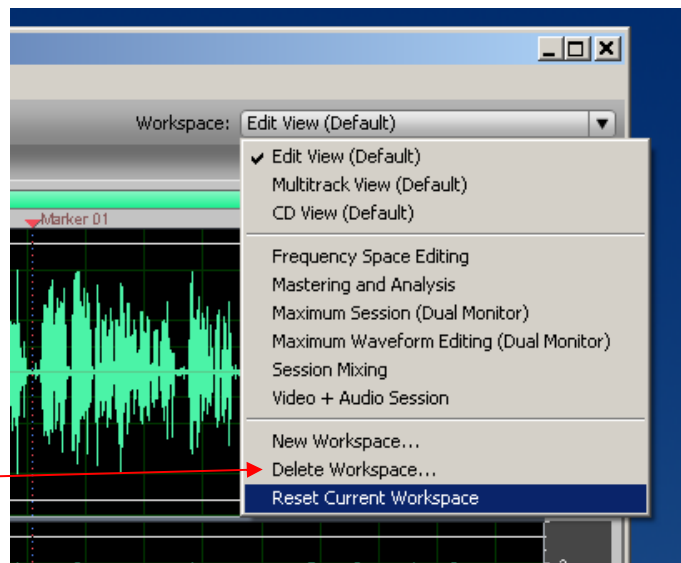 Workspace: Edit View (Default)
Edit View (Default)
Multitrack View (Default)
CD View (Default)
Marker 01
Frequency Space Editing
Mastering and Analysis
Maximum Session (Dual Monitor)
Maximum Waveform Editing (Dual Monitor)
Session Mixing
Video + Audio Session
New Workspace...
Delete Workspace...
Reset Current Workspace